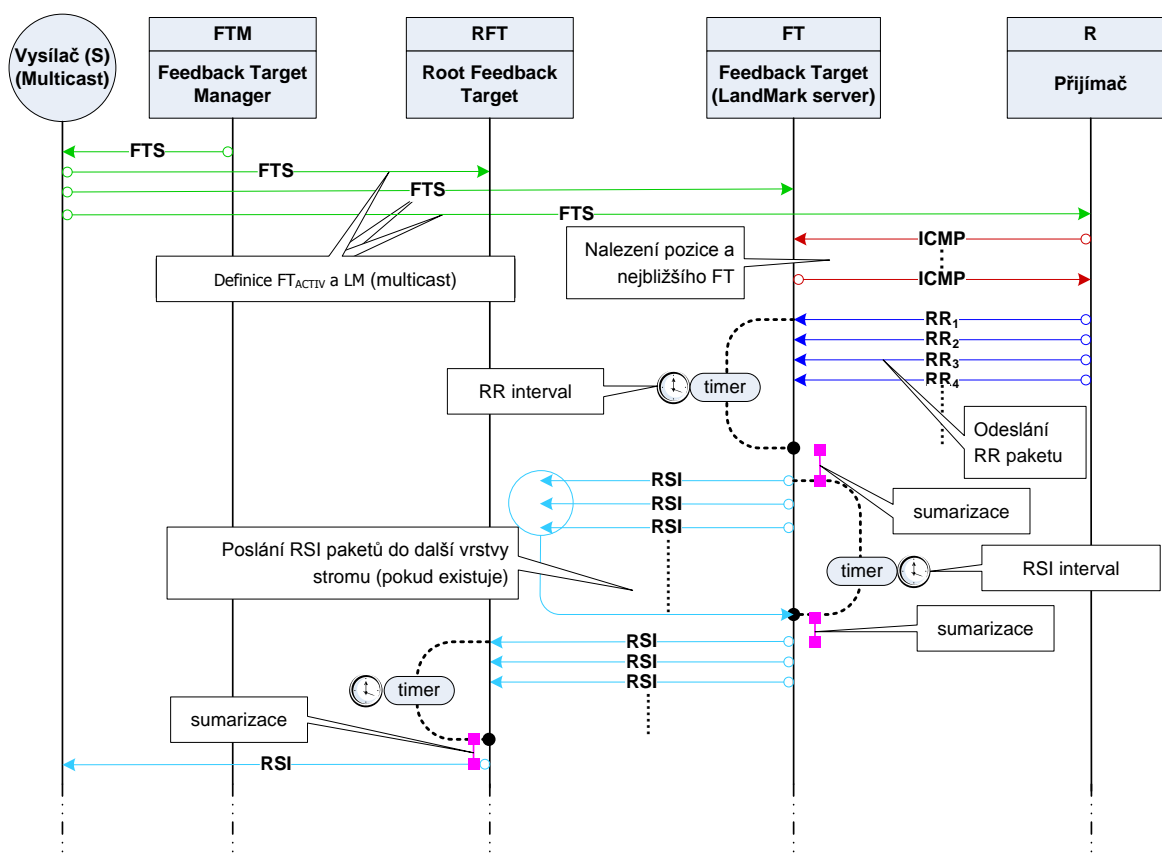 Vysílač (S)
(Multicast)
FTM
Feedback Target
Manager
RFT
Root Feedback
Target
FT
Feedback Target
(LandMark server)
R
Přijímač
FTS
FTS
FTS
FTS
Definice FT_ACTIV a LM (multicast)
ICMP
Nalezení pozice a
nejbližšího FT
ICMP
RR₁
RR₂
RR₃
RR₄
RR interval
timer
Odeslání
RR paketu
RSI
RSI
RSI
sumarizace
Poslání RSI paketů do další vrstvy
stromu (pokud existuje)
timer
RSI interval
sumarizace
RSI
RSI
RSI
timer
sumarizace
RSI